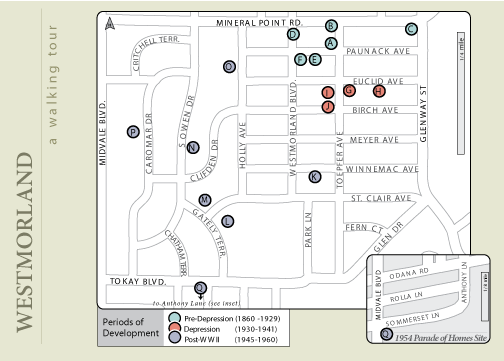 WESTMORLAND
a walking tour
MINERAL POINT RD.
CRITCHELL TERR.
PAUNACK AVE
EUCLID AVE
BIRCH AVE
MEYER AVE
WINNEMAC AVE
ST. CLAIR AVE
FERN CT
GLEN DR
PARK LN
MIDVALE BLVD.
CAROMAR DR
S OWEN DR
CLIFDEN DR
HOLLY AVE
WESTMORLAND BLVD.
TOEPFER AVE
GLENWAY ST
GATELY TERR.
CHATHAM TERR.
TOKAY BLVD.
1/4 mile
A
B
C
D
E
F
G
H
I
J
K
L
M
N
O
P
Q
to Anthony Lane (see inset)
Periods of
Development
Pre-Depression (1860 -1929)
Depression (1930-1941)
Post-W W II (1945-1960)
MIDVALE BLVD
ODANA RD
ROLLA LN
SOMMERSET LN
ANTHONY LN
1/8 mile
Q
1954 Parade of Homes Site